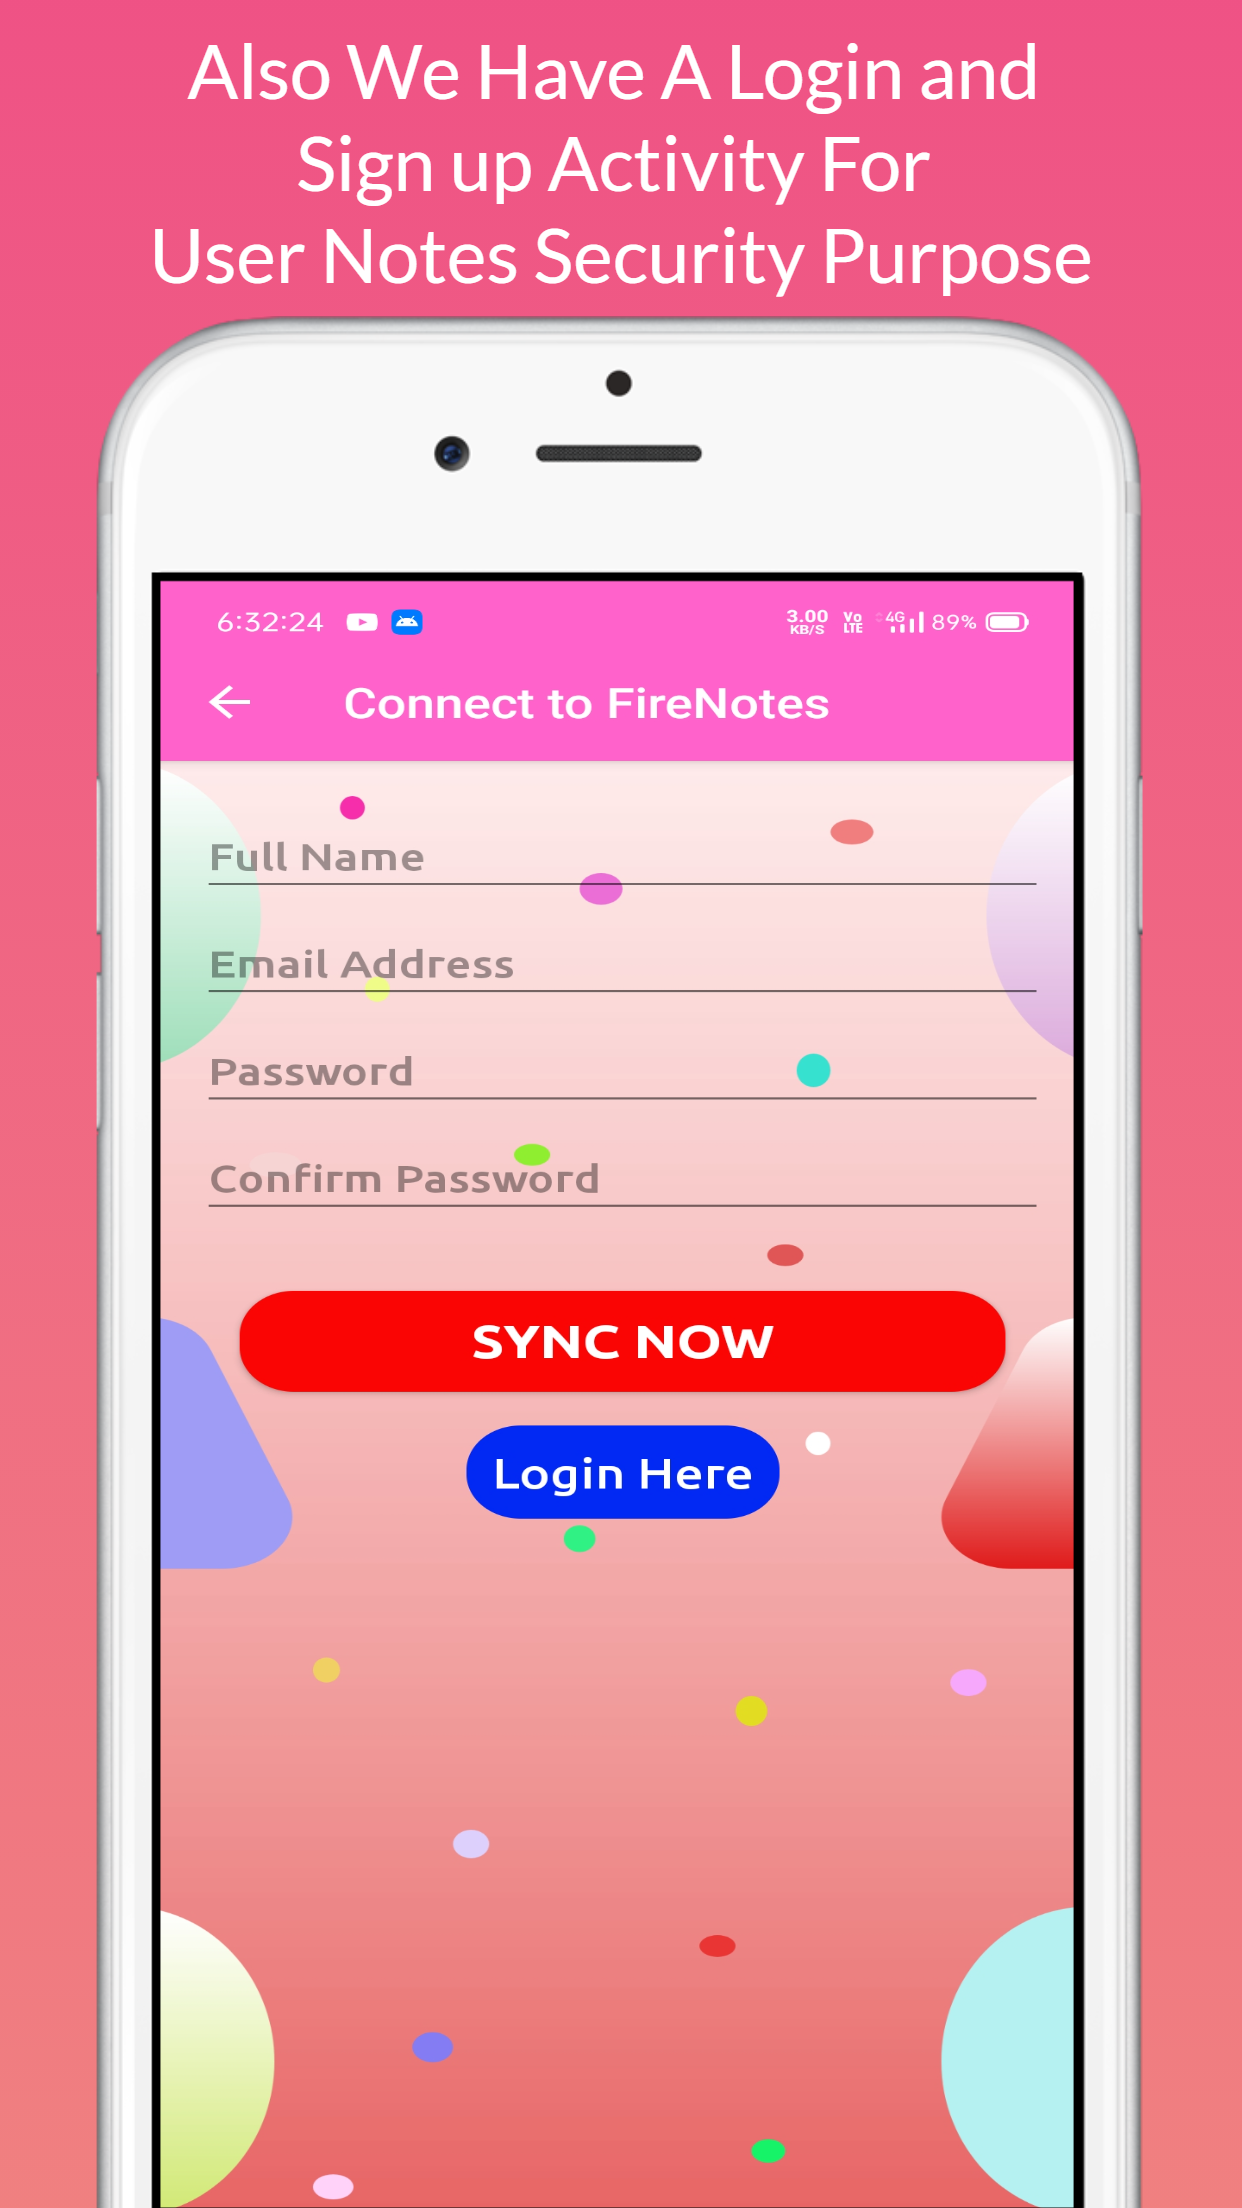 Also We Have A Login and
Sign up Activity For
User Notes Security Purpose
6:32:24 3.00 KB/S Vo LTE 4G 89%
Connect to FireNotes
Full Name
Email Address
Password
Confirm Password
SYNC NOW
Login Here